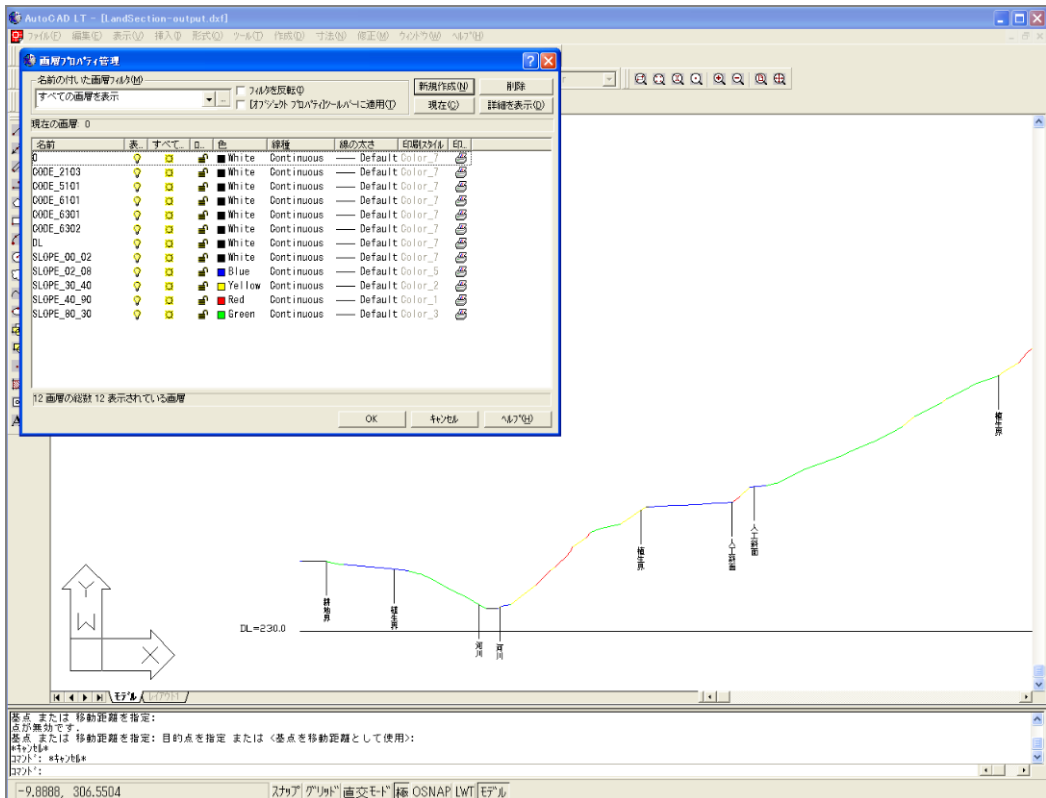 AutoCAD LT - [LandSection-output.dxf]
ファイル(F) 編集(E) 表示(V) 挿入(I) 形式(O) ツール(T) 作成(D) 寸法(N) 修正(M) ウィンドウ(W) ヘルプ(H)
画層プロパティ管理
名前の付いた画層フィルタ(M)
すべての画層を表示
フィルタを反転(I)
[オブジェクト プロパティ]ツールバーに適用(T)
新規作成(N) 削除
現在(C) 詳細を表示(D)
現在の画層: 0
名前 表... すべて... ロ... 色 線種 線の太さ 印刷スタイル 印...
0 White Continuous Default Color_7
CODE_2103 White Continuous Default Color_7
CODE_5101 White Continuous Default Color_7
CODE_6101 White Continuous Default Color_7
CODE_6301 White Continuous Default Color_7
CODE_6302 White Continuous Default Color_7
DL White Continuous Default Color_7
SLOPE_00_02 White Continuous Default Color_7
SLOPE_02_08 Blue Continuous Default Color_5
SLOPE_30_40 Yellow Continuous Default Color_2
SLOPE_40_90 Red Continuous Default Color_1
SLOPE_80_30 Green Continuous Default Color_3
12 画層の総数 12 表示されている画層
OK キャンセル ヘルプ(H)
植生界
人工斜面
植生界
人工斜面
耕地界
植生界
河川
河川
DL=230.0
Y
W
X
モデル レイアウト1
基点 または 移動距離を指定:
点が無効です.
基点 または 移動距離を指定: 目的点を指定 または <基点を移動距離として使用>:
*キャンセル*
コマンド: *キャンセル*
コマンド:
-9.8888, 306.5504 スナップ グリッド 直交モード 極 OSNAP LWT モデル